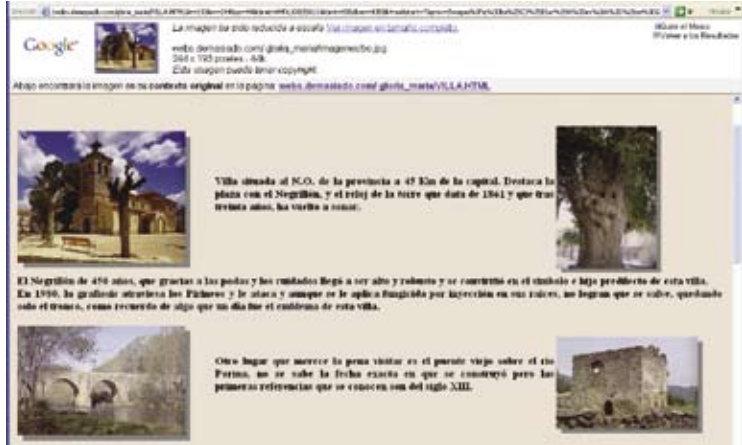 Google
La imagen ha sido reducida a escala Ver imagen en tamaño completo.
webs.demasiado.com/gloria_maria/imagenes/bo.jpg
Esta imagen puede tener copyright.
Volver a los Resultados
Abajo encontrará la imagen en su contexto original en la página: webs.demasiado.com/gloria_maria/VILLA.HTML
Villa situada al N.O. de la provincia a 45 Km de la capital. Destaca la
plaza con el Negrillón, y el reloj de la torre que data de 1861 y que tras
treinta años, ha vuelto a sonar.
El Negrillón de 450 años, que gracias a las podas y los cuidados llegó a ser alto y robusto y se convirtió en el símbolo e hijo predilecto de esta villa.
En 1980, la grafiosis atraviesa los Pirineos y le ataca y aunque se le aplica fungicida por inyección en sus raíces, no logran que se salve, quedando
solo el tronco, como recuerdo de algo que un día fue el emblema de esta villa.
Otro lugar que merece la pena visitar es el puente viejo sobre el río
Porma, no se sabe la fecha exacta en que se construyó pero las
primeras referencias que se conocen son del siglo XIII.